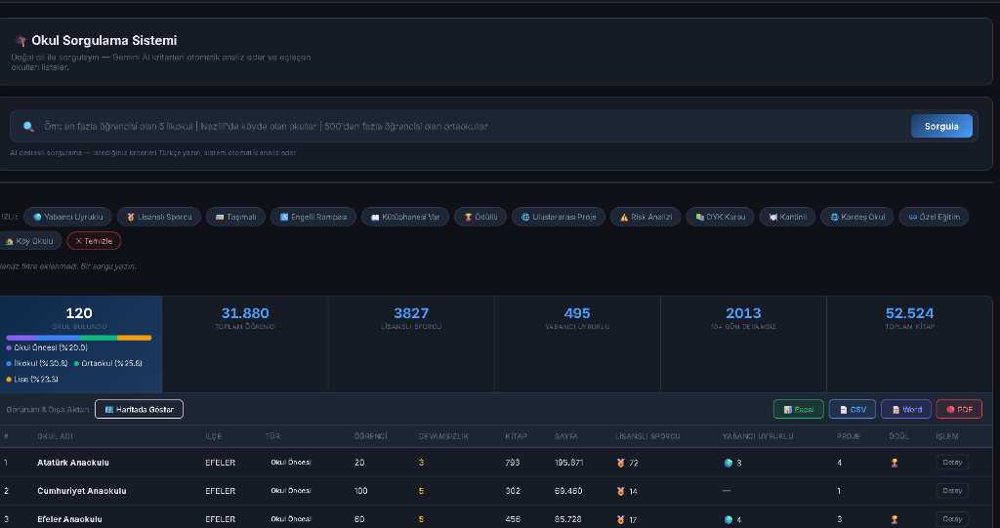 Okul Sorgulama Sistemi
Doğal dil ile sorgulayın — Gemini AI kriterleri otomatik analiz eder ve eşleşen
okulları listeler.
Örn: en fazla öğrencisi olan 5 ilkokul | Nazilli'de köyde olan okullar | 500'den fazla öğrencisi olan ortaokullar
Sorgula
AI destekli sorgulama — istediğiniz kriterleri Türkçe yazın, sistem otomatik analiz eder.
IZLI: Yabancı Uyruklu Lisanslı Sporcu Taşımalı Engelli Rampası Kütüphanesi Var Ödüllü Uluslararası Proje Risk Analizi DYK Kursu Kantinli Kardeş Okul Özel Eğitim
Köy Okulu X Temizle
enüz filtre eklenmedi. Bir sorgu yazın.
120 31.880 3827 495 2013 52.524
OKUL BULUNDU TOPLAM ÖĞRENCİ LİSANSLI SPORCU YABANCI UYRUKLU 10+ GÜN DEVAMSIZ TOPLAM KİTAP
Okul Öncesi (%20.0)
İlkokul (%30.8) Ortaokul (%25.8)
Lise (%23.3)
Görünüm & Dışa Aktar: Haritada Göster Excel CSV Word PDF
# OKUL ADI İLÇE TÜR ÖĞRENCİ DEVAMSIZLIK KİTAP SAYFA LİSANSLI SPORCU YABANCI UYRUKLU PROJE ÖDÜL İŞLEM
1 Atatürk Anaokulu EFELER Okul Öncesi 20 3 793 195.671 72 3 4 Detay
2 Cumhuriyet Anaokulu EFELER Okul Öncesi 100 5 302 69.460 14 — 1 Detay
3 Efeler Anaokulu EFELER Okul Öncesi 60 5 456 85.728 17 4 3 Detay